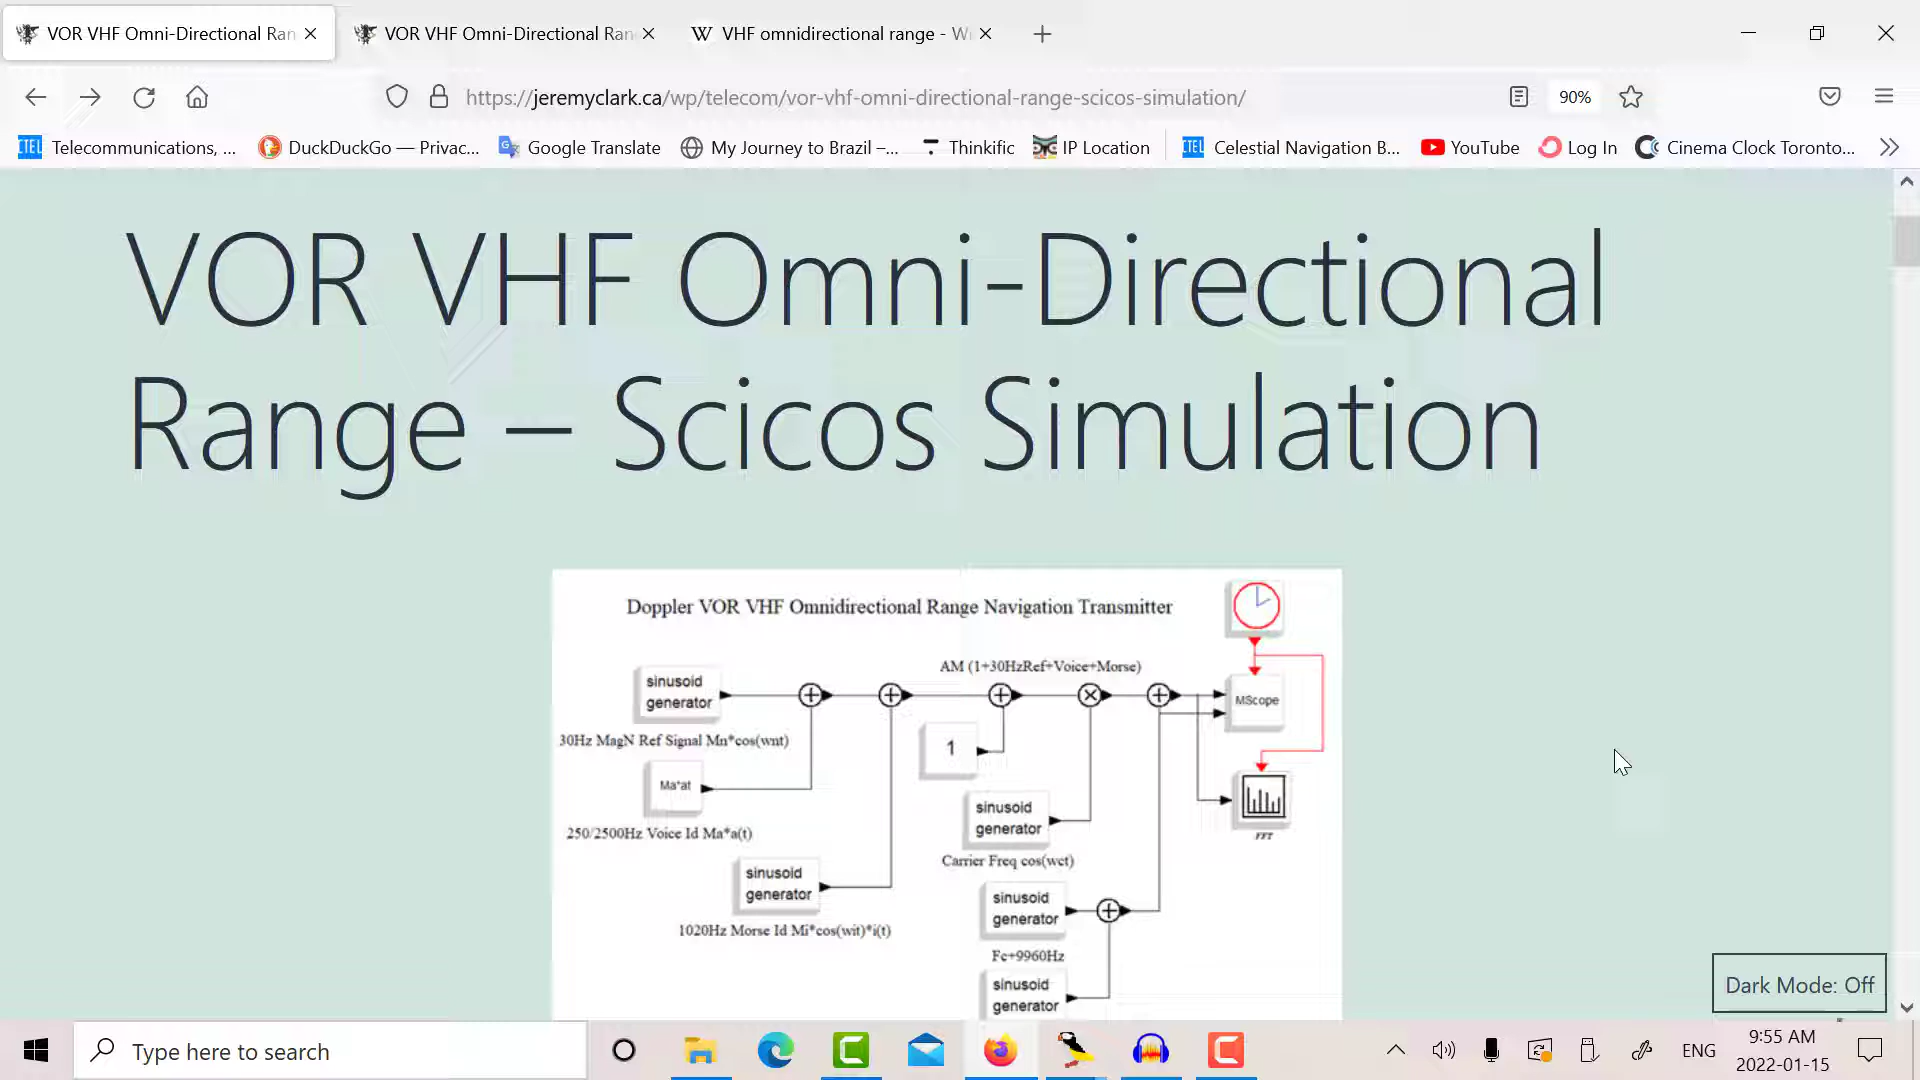 VOR VHF Omni-Directional Ran
VOR VHF Omni-Directional Ran
VHF omnidirectional range - W
https://jeremyclark.ca/wp/telecom/vor-vhf-omni-directional-range-scicos-simulation/
90%
CTEL Telecommunications, ...
DuckDuckGo — Privac...
Google Translate
My Journey to Brazil –...
Thinkific
IP Location
CTEL Celestial Navigation B...
YouTube
Log In
Cinema Clock Toronto...
VOR VHF Omni-Directional
Range – Scicos Simulation
Doppler VOR VHF Omnidirectional Range Navigation Transmitter
AM (1+30HzRef+Voice+Morse)
sinusoid
generator
MScope
30Hz MagN Ref Signal Mn*cos(wnt)
1
Ma*at
sinusoid
generator
250/2500Hz Voice Id Ma*a(t)
FFT
Carrier Freq cos(wct)
sinusoid
generator
sinusoid
generator
1020Hz Morse Id Mi*cos(wit)*i(t)
Fc+9960Hz
sinusoid
generator
Dark Mode: Off
Type here to search
ENG
9:55 AM
2022-01-15